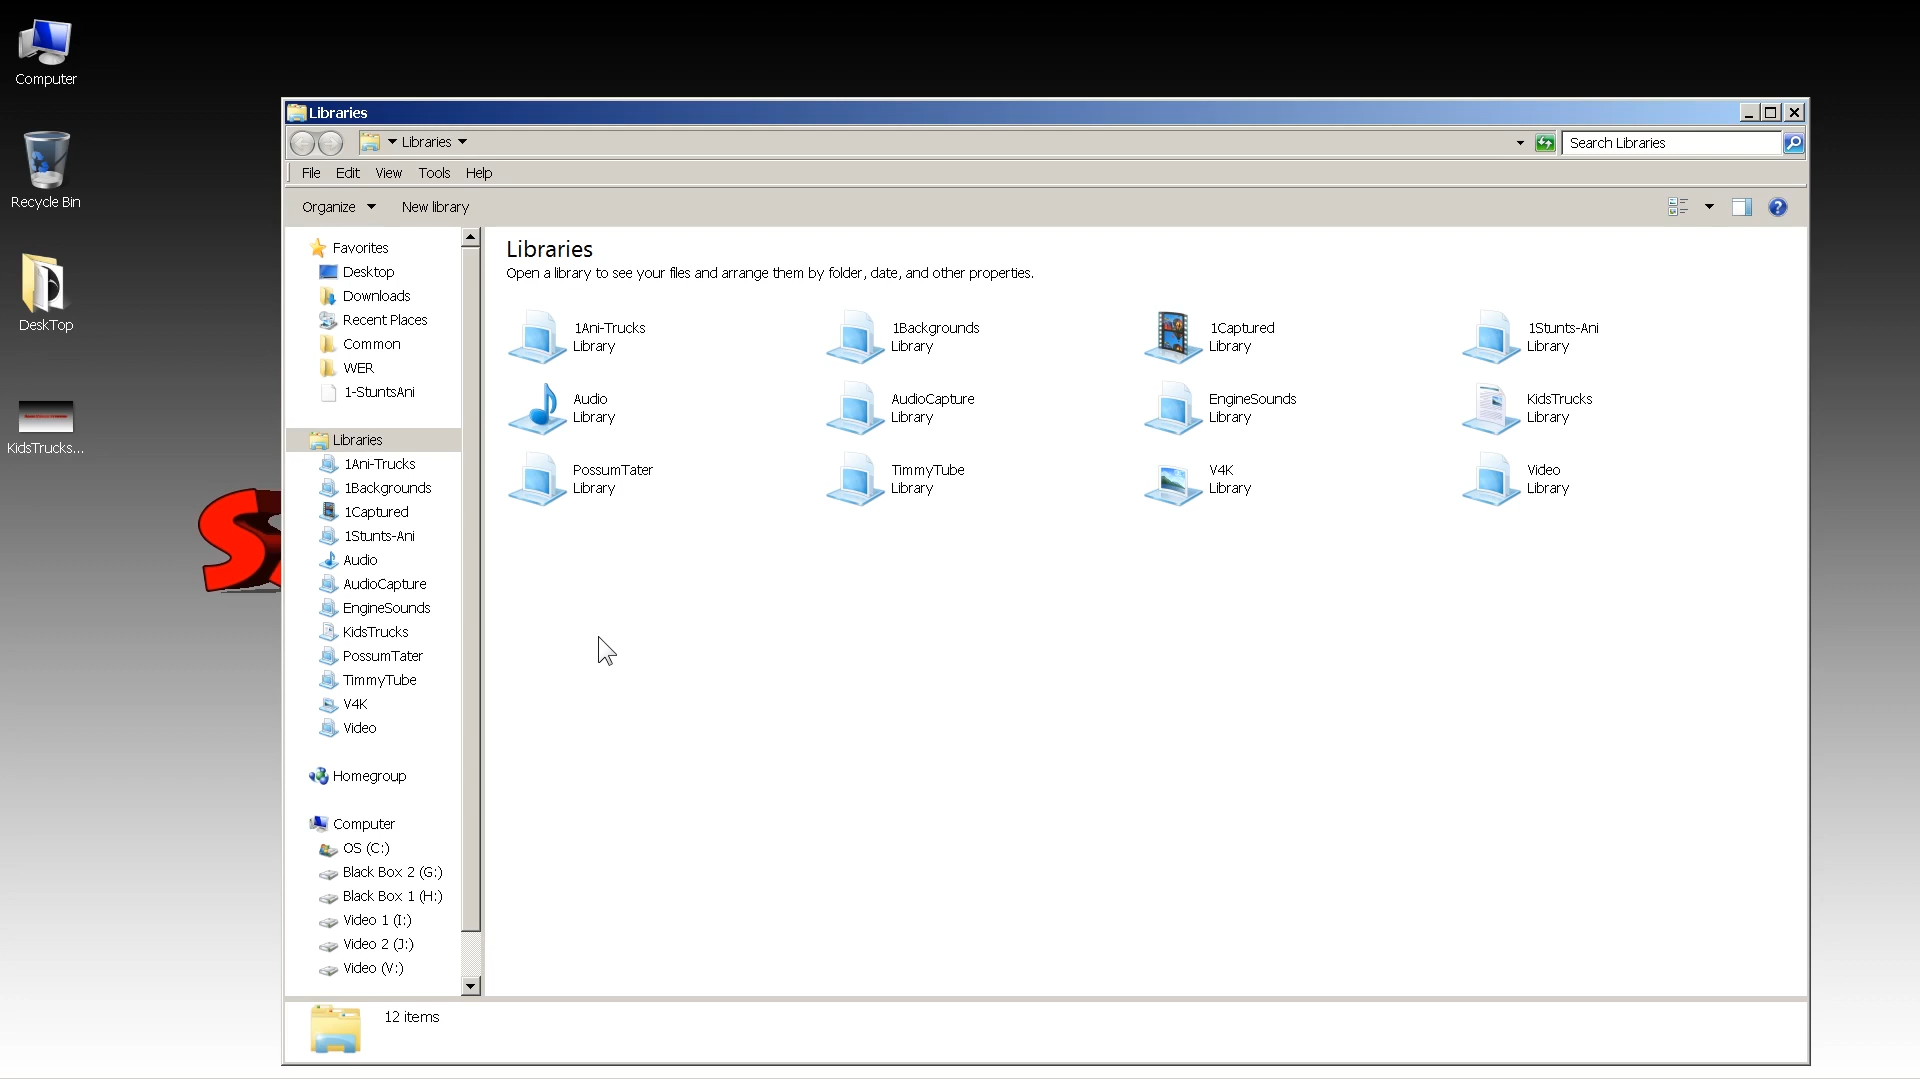 Computer
Recycle Bin
DeskTop
KidsTrucks...
Libraries
Libraries
Search Libraries
File Edit View Tools Help
Organize New library
Favorites
Desktop
Downloads
Recent Places
Common
WER
1-StuntsAni
Libraries
1Ani-Trucks
1Backgrounds
1Captured
1Stunts-Ani
Audio
AudioCapture
EngineSounds
KidsTrucks
PossumTater
TimmyTube
V4K
Video
Homegroup
Computer
OS (C:)
Black Box 2 (G:)
Black Box 1 (H:)
Video 1 (I:)
Video 2 (J:)
Video (V:)
Libraries
Open a library to see your files and arrange them by folder, date, and other properties.
1Ani-Trucks
Library
1Backgrounds
Library
1Captured
Library
1Stunts-Ani
Library
Audio
Library
AudioCapture
Library
EngineSounds
Library
KidsTrucks
Library
PossumTater
Library
TimmyTube
Library
V4K
Library
Video
Library
12 items